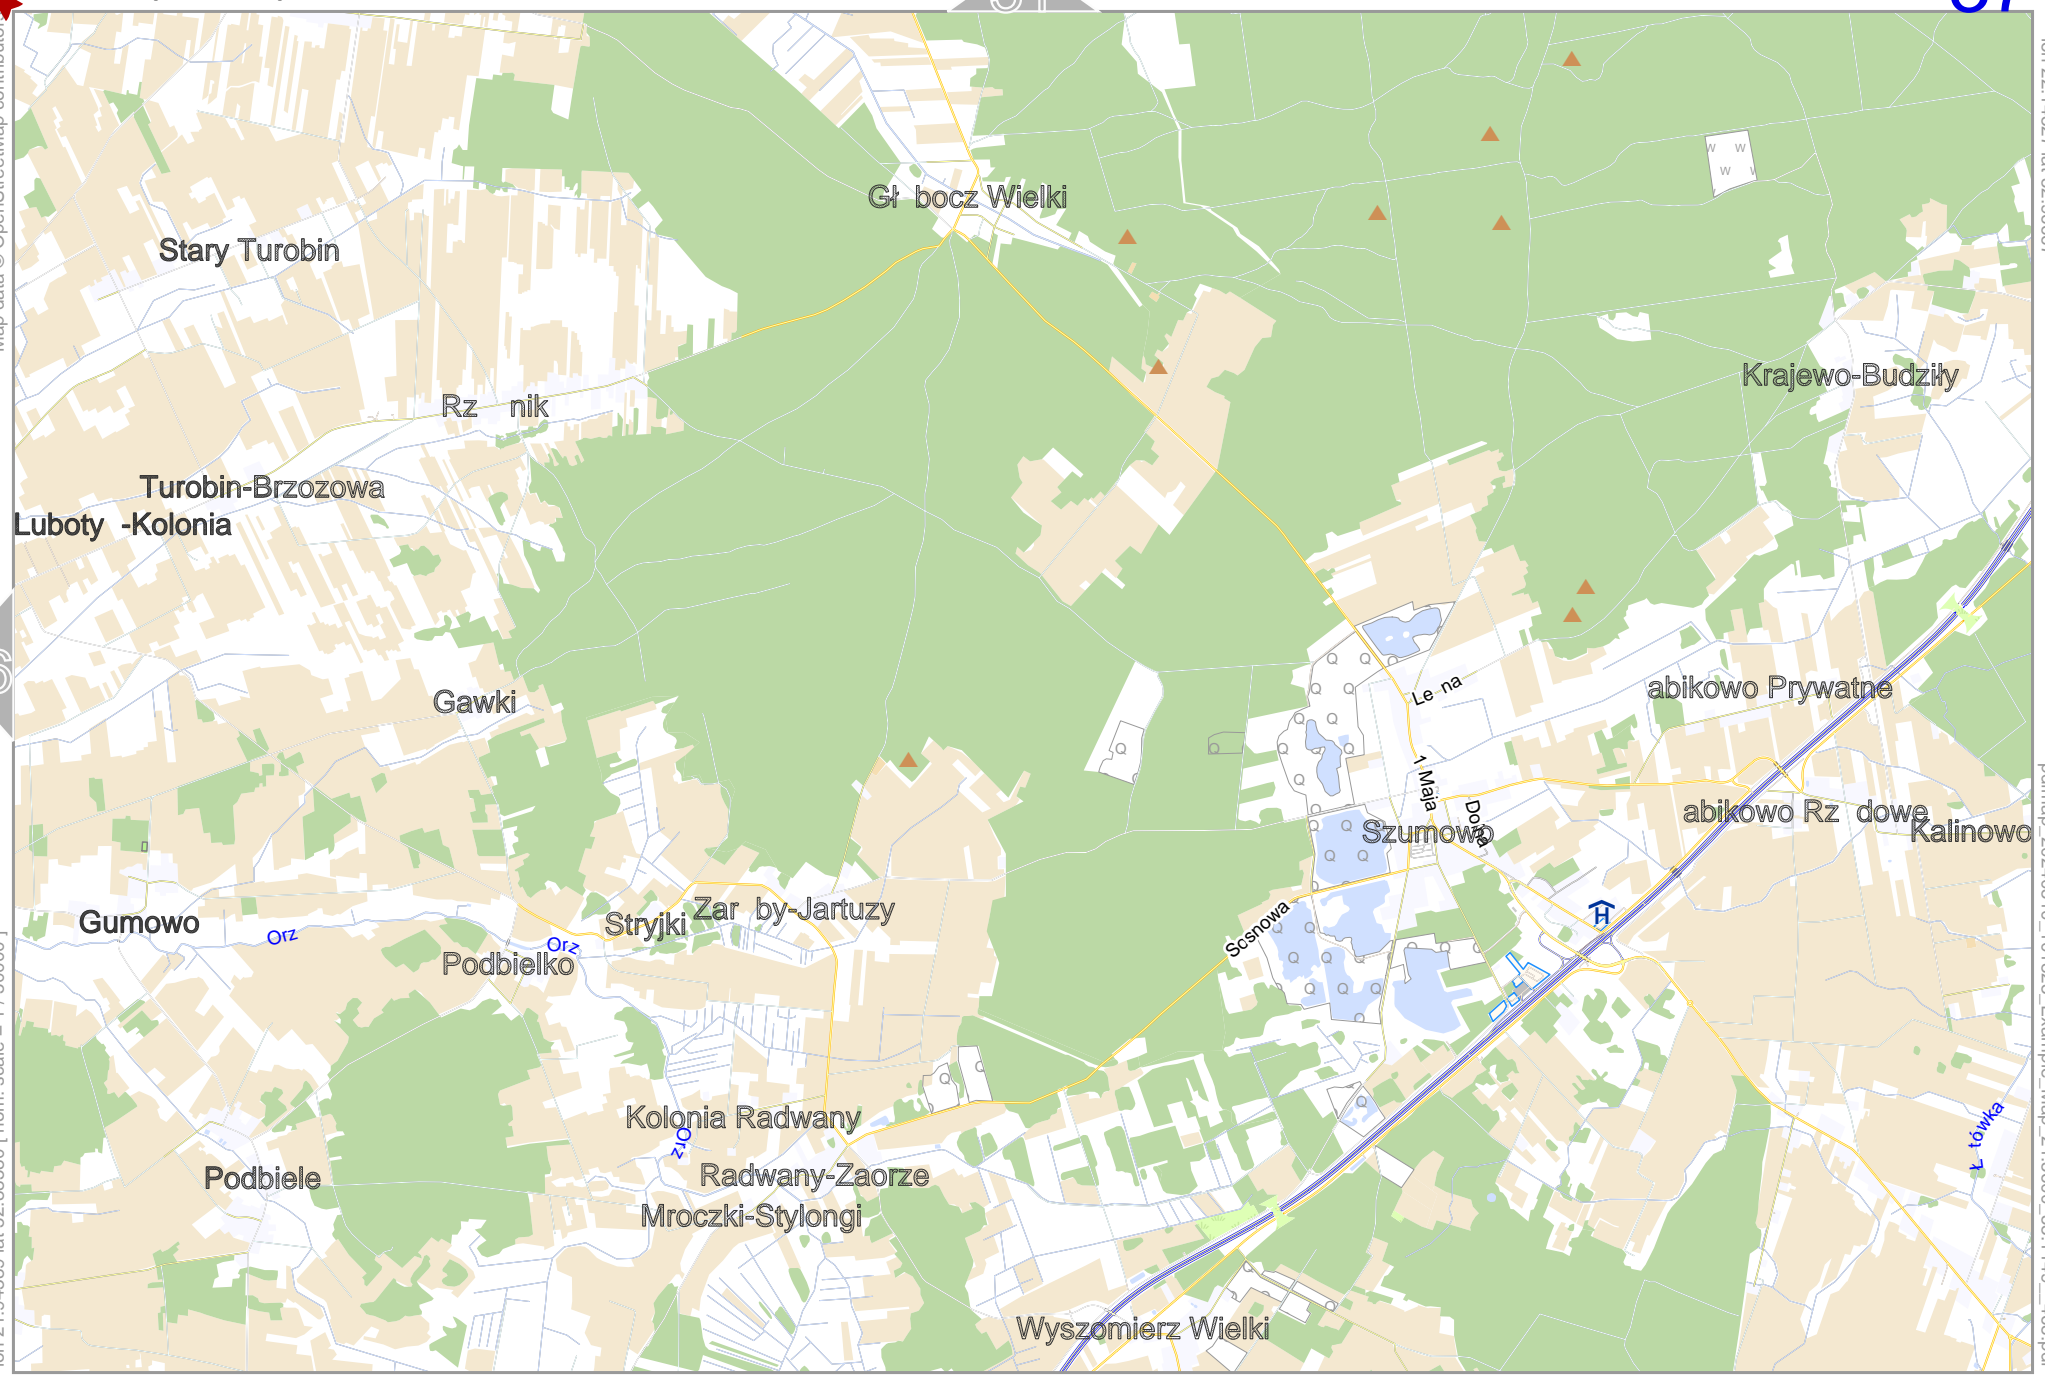 Gł bocz Wielki
Stary Turobin
Krajewo-Budziły
Rz nik
Turobin-Brzozowa
Luboty -Kolonia
Gawki
Le na
abikowo Prywatne
1 Maja
Dolna
Szumowo
abikowo Rz dowe
Kalinowo
Gumowo
Orz
Stryjki
Zar by-Jartuzy
Orz
Podbielko
Sosnowa
H
Kolonia Radwany
Orz
Ł tówka
Podbiele
Radwany-Zaorze
Mroczki-Stylongi
Wyszomierz Wielki